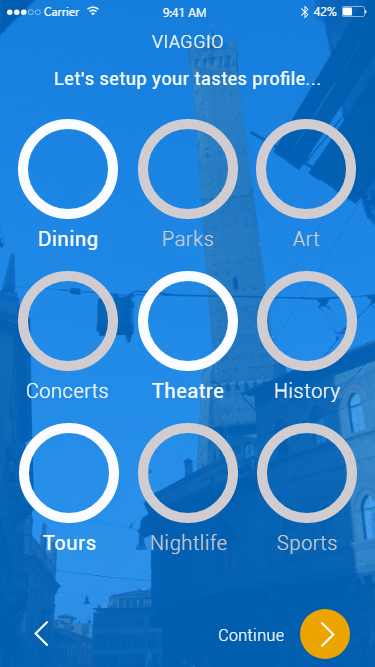 Carrier 9:41 AM 42%
VIAGGIO
Let's setup your tastes profile...
Dining Parks Art
Concerts Theatre History
Tours Nightlife Sports
Continue